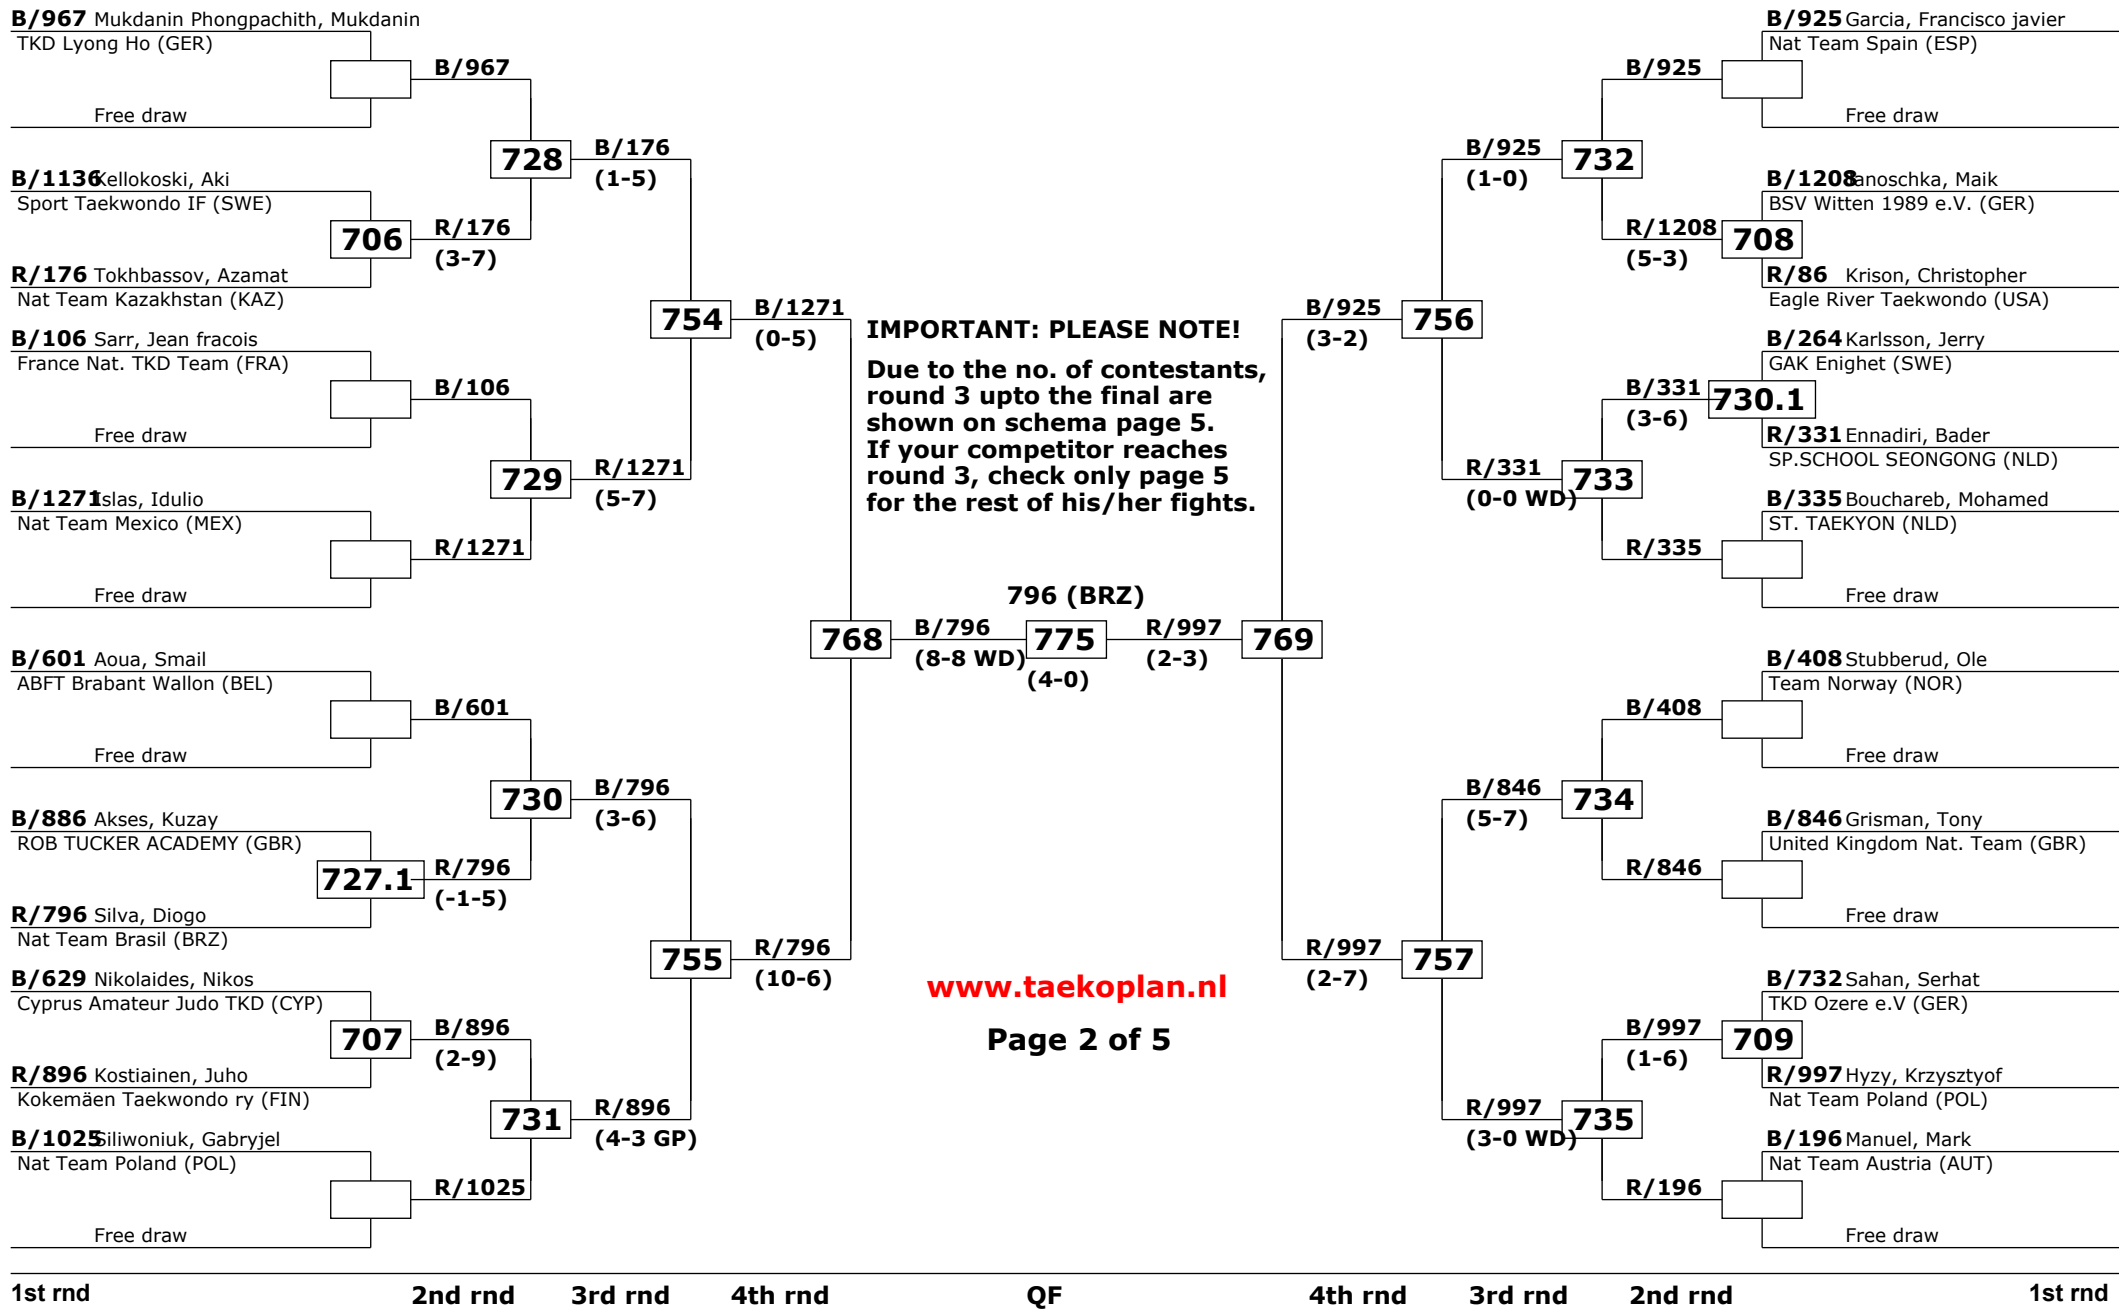 B/967 Mukdanin Phongpachith, Mukdanin
TKD Lyong Ho (GER)
Free draw
B/1136 Kellokoski, Aki
Sport Taekwondo IF (SWE)
R/176 Tokhbassov, Azamat
Nat Team Kazakhstan (KAZ)
B/106 Sarr, Jean fracois
France Nat. TKD Team (FRA)
Free draw
B/1271 Islas, Idulio
Nat Team Mexico (MEX)
Free draw
B/601 Aoua, Smail
ABFT Brabant Wallon (BEL)
Free draw
B/886 Akses, Kuzay
ROB TUCKER ACADEMY (GBR)
R/796 Silva, Diogo
Nat Team Brasil (BRZ)
B/629 Nikolaides, Nikos
Cyprus Amateur Judo TKD (CYP)
R/896 Kostiainen, Juho
Kokemäen Taekwondo ry (FIN)
B/1025 Siliwoniuk, Gabryjel
Nat Team Poland (POL)
Free draw
706
727.1
707
B/967
R/176
(3-7)
B/106
R/1271
B/601
R/796
(-1-5)
B/896
(2-9)
R/1025
728
729
730
731
B/176
(1-5)
R/1271
(5-7)
B/796
(3-6)
R/896
(4-3 GP)
754
755
B/1271
(0-5)
R/796
(10-6)
768
B/796
(8-8 WD)
IMPORTANT: PLEASE NOTE!
Due to the no. of contestants,
round 3 upto the final are
shown on schema page 5.
If your competitor reaches
round 3, check only page 5
for the rest of his/her fights.
796 (BRZ)
775
(4-0)
www.taekoplan.nl
Page 2 of 5
R/997
(2-3)
769
B/925
(3-2)
R/997
(2-7)
756
757
B/925
(1-0)
R/331
(0-0 WD)
B/846
(5-7)
R/997
(3-0 WD)
732
733
734
735
B/925
R/1208
(5-3)
B/331
(3-6)
R/335
B/408
R/846
B/997
(1-6)
R/196
708
730.1
709
B/925 Garcia, Francisco javier
Nat Team Spain (ESP)
Free draw
B/1208 anoschka, Maik
BSV Witten 1989 e.V. (GER)
R/86 Krison, Christopher
Eagle River Taekwondo (USA)
B/264 Karlsson, Jerry
GAK Enighet (SWE)
R/331 Ennadiri, Bader
SP.SCHOOL SEONGONG (NLD)
B/335 Bouchareb, Mohamed
ST. TAEKYON (NLD)
Free draw
B/408 Stubberud, Ole
Team Norway (NOR)
Free draw
B/846 Grisman, Tony
United Kingdom Nat. Team (GBR)
Free draw
B/732 Sahan, Serhat
TKD Ozere e.V (GER)
R/997 Hyzy, Krzysztyof
Nat Team Poland (POL)
B/196 Manuel, Mark
Nat Team Austria (AUT)
Free draw
1st rnd 2nd rnd 3rd rnd 4th rnd QF 4th rnd 3rd rnd 2nd rnd 1st rnd